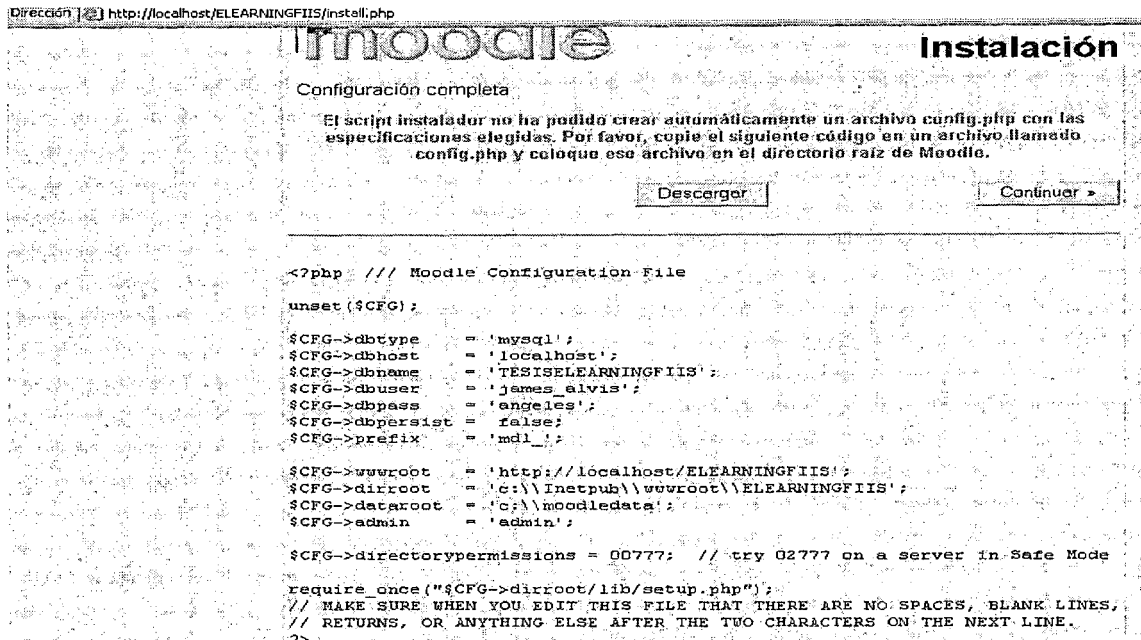 Dirección http://localhost/ELEARNINGFIIS/install.php
moodle
Instalación
Configuración completa
El script instalador no ha podido crear automáticamente un archivo config.php con las
especificaciones elegidas. Por favor, copie el siguiente código en un archivo llamado
config.php y coloque ese archivo en el directorio raíz de Moodle.
Descargar
Continuar »
<?php /// Moodle Configuration File
unset($CFG);
$CFG->dbtype = 'mysql';
$CFG->dbhost = 'localhost';
$CFG->dbname = 'TESISELEARNINGFIIS';
$CFG->dbuser = 'james_alvis';
$CFG->dbpass = 'angeles';
$CFG->dbpersist = false;
$CFG->prefix = 'mdl_';
$CFG->wwwroot = 'http://localhost/ELEARNINGFIIS';
$CFG->dirroot = 'c:\\Inetpub\\wwwroot\\ELEARNINGFIIS';
$CFG->dataroot = 'c:\\moodledata';
$CFG->admin = 'admin';
$CFG->directorypermissions = 00777; // try 02777 on a server in Safe Mode
require_once("$CFG->dirroot/lib/setup.php");
// MAKE SURE WHEN YOU EDIT THIS FILE THAT THERE ARE NO SPACES, BLANK LINES,
// RETURNS, OR ANYTHING ELSE AFTER THE TWO CHARACTERS ON THE NEXT LINE.
?>